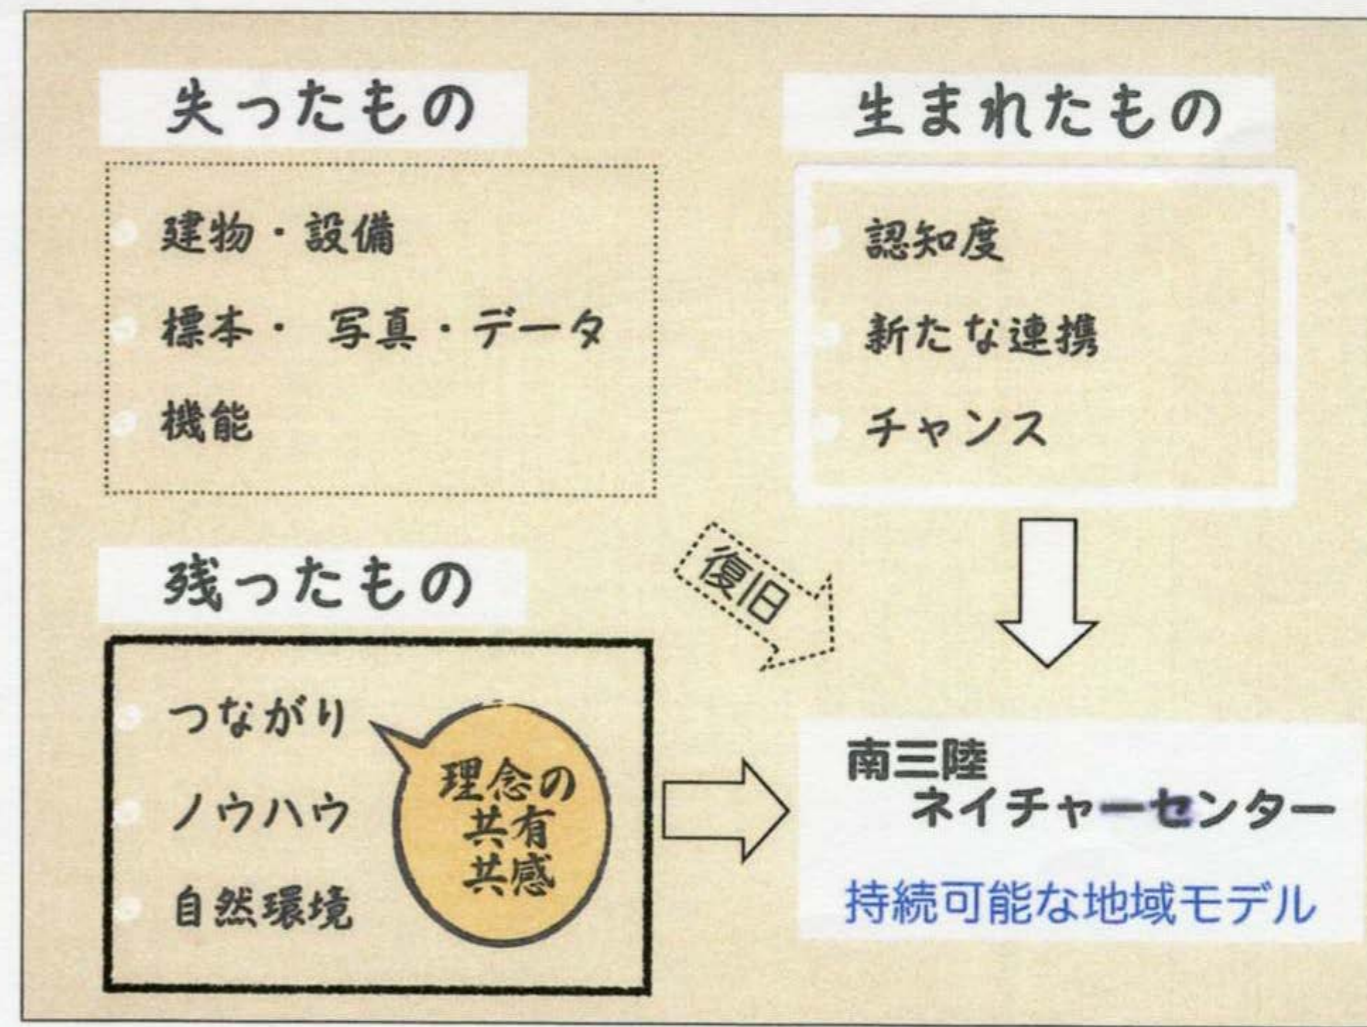 失ったもの
建物・設備
標本・ 写真・データ
機能
生まれたもの
認知度
新たな連携
チャンス
残ったもの
つながり
ノウハウ
自然環境
理念の
共有
共感
復旧
南三陸
ネイチャーセンター
持続可能な地域モデル